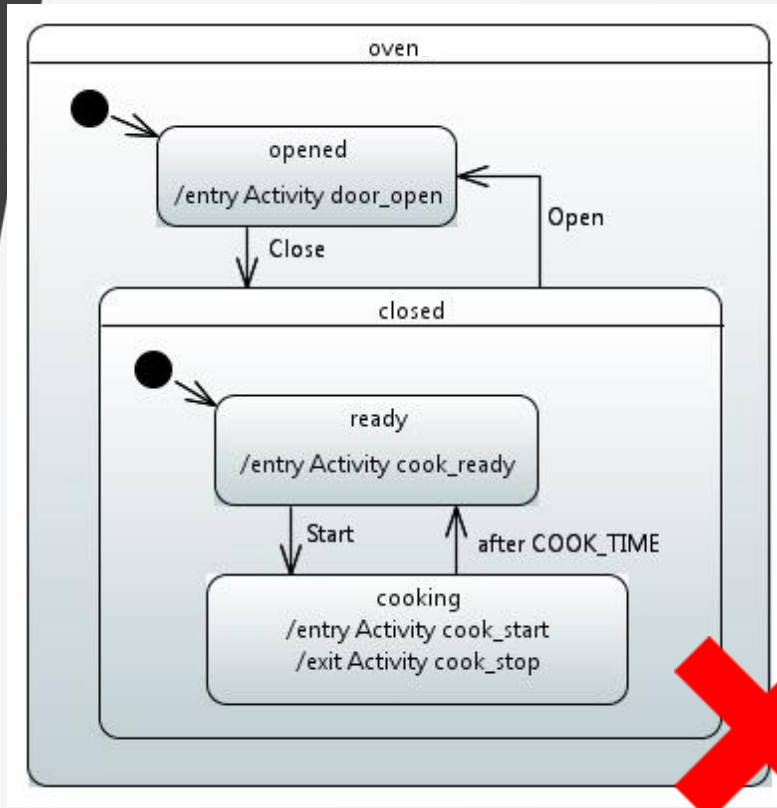 oven
opened
/entry Activity door_open
Open
Close
closed
ready
/entry Activity cook_ready
Start
after COOK_TIME
cooking
/entry Activity cook_start
/exit Activity cook_stop